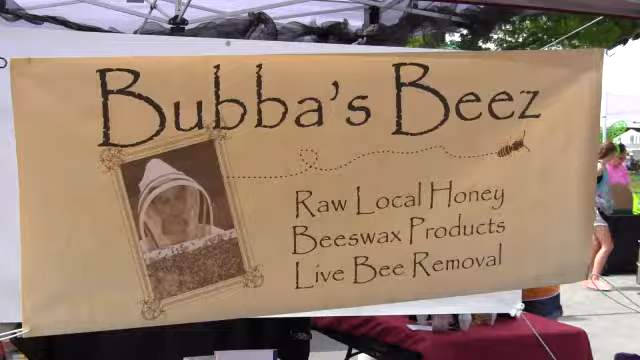 Bubba's Beez
Raw Local Honey
Beeswax Products
Live Bee Removal